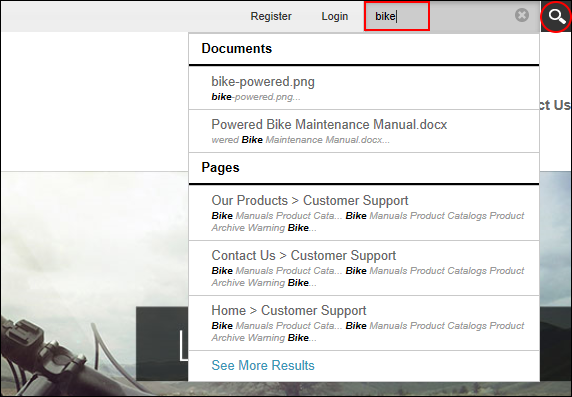 Register Login bike
Documents
bike-powered.png
bike-powered.png...
Powered Bike Maintenance Manual.docx
wered Bike Maintenance Manual.docx...
ct Us
Pages
Our Products > Customer Support
Bike Manuals Product Cata... Bike Manuals Product Catalogs Product
Archive Warning Bike...
Contact Us > Customer Support
Bike Manuals Product Cata... Bike Manuals Product Catalogs Product
Archive Warning Bike...
Home > Customer Support
Bike Manuals Product Cata... Bike Manuals Product Catalogs Product
Archive Warning Bike...
L
See More Results